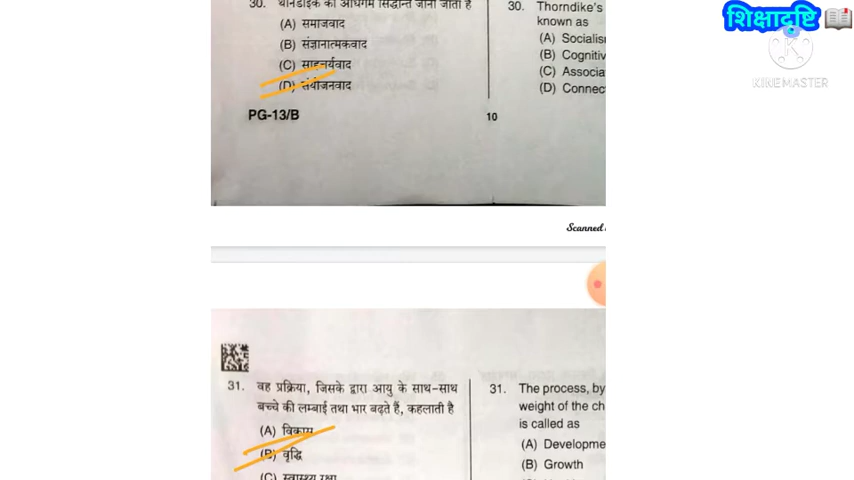 शिक्षादृष्टि
KINEMASTER
30. थॉर्नडाइक का अधिगम सिद्धान्त जाना जाता है
(A) समाजवाद
(B) संज्ञानात्मकवाद
(C) साहचर्यवाद
(D) संयोजनवाद
PG-13/B
10
30. Thorndike's
known as
(A) Socialis
(B) Cognitiv
(C) Associa
(D) Connec
Scanned
31. वह प्रक्रिया, जिसके द्वारा आयु के साथ-साथ
बच्चे की लम्बाई तथा भार बढ़ते हैं, कहलाती है
(A) विकास
(B) वृद्धि
(C) स्वास्थ्य रक्षा
31. The process, by
weight of the ch
is called as
(A) Developme
(B) Growth